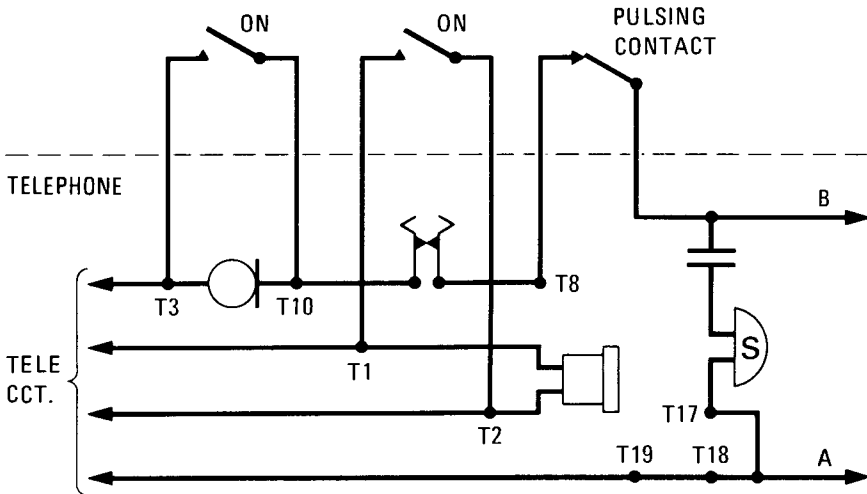 ON
ON
PULSING
CONTACT
TELEPHONE
B
T3
T10
T8
TELE
CCT.
T1
S
T2
T17
T19
T18
A